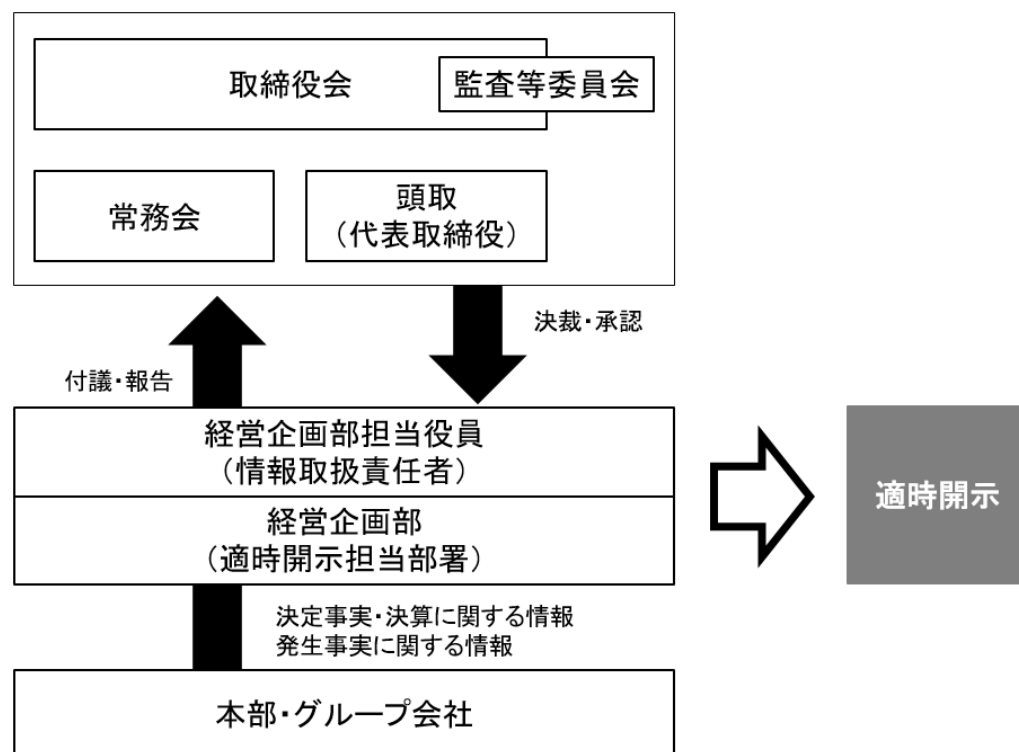 取締役会
監査等委員会
常務会
頭取
（代表取締役）
決裁・承認
付議・報告
経営企画部担当役員
（情報取扱責任者）
経営企画部
（適時開示担当部署）
適時開示
決定事実・決算に関する情報
発生事実に関する情報
本部・グループ会社